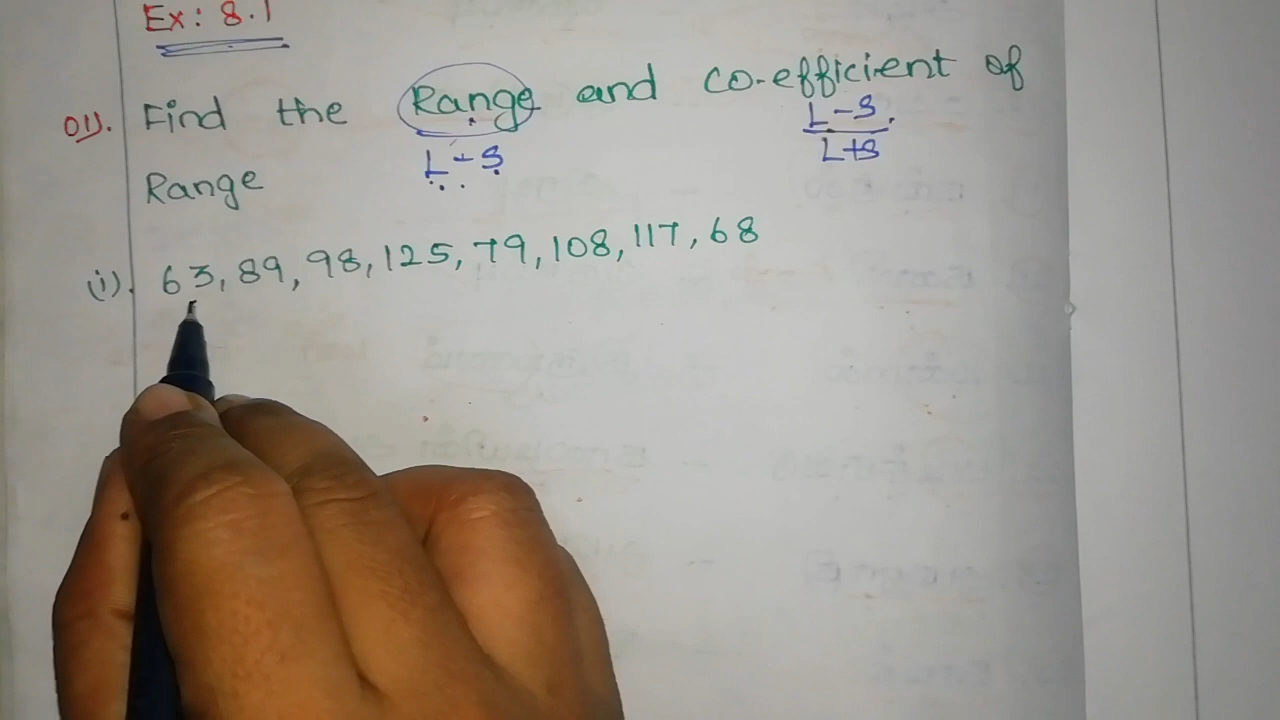 Ex: 8.1
01). Find the Range and co-efficient of
L-S L-S
L+S
Range
(i). 63, 89, 98, 125, 79, 108, 117, 68